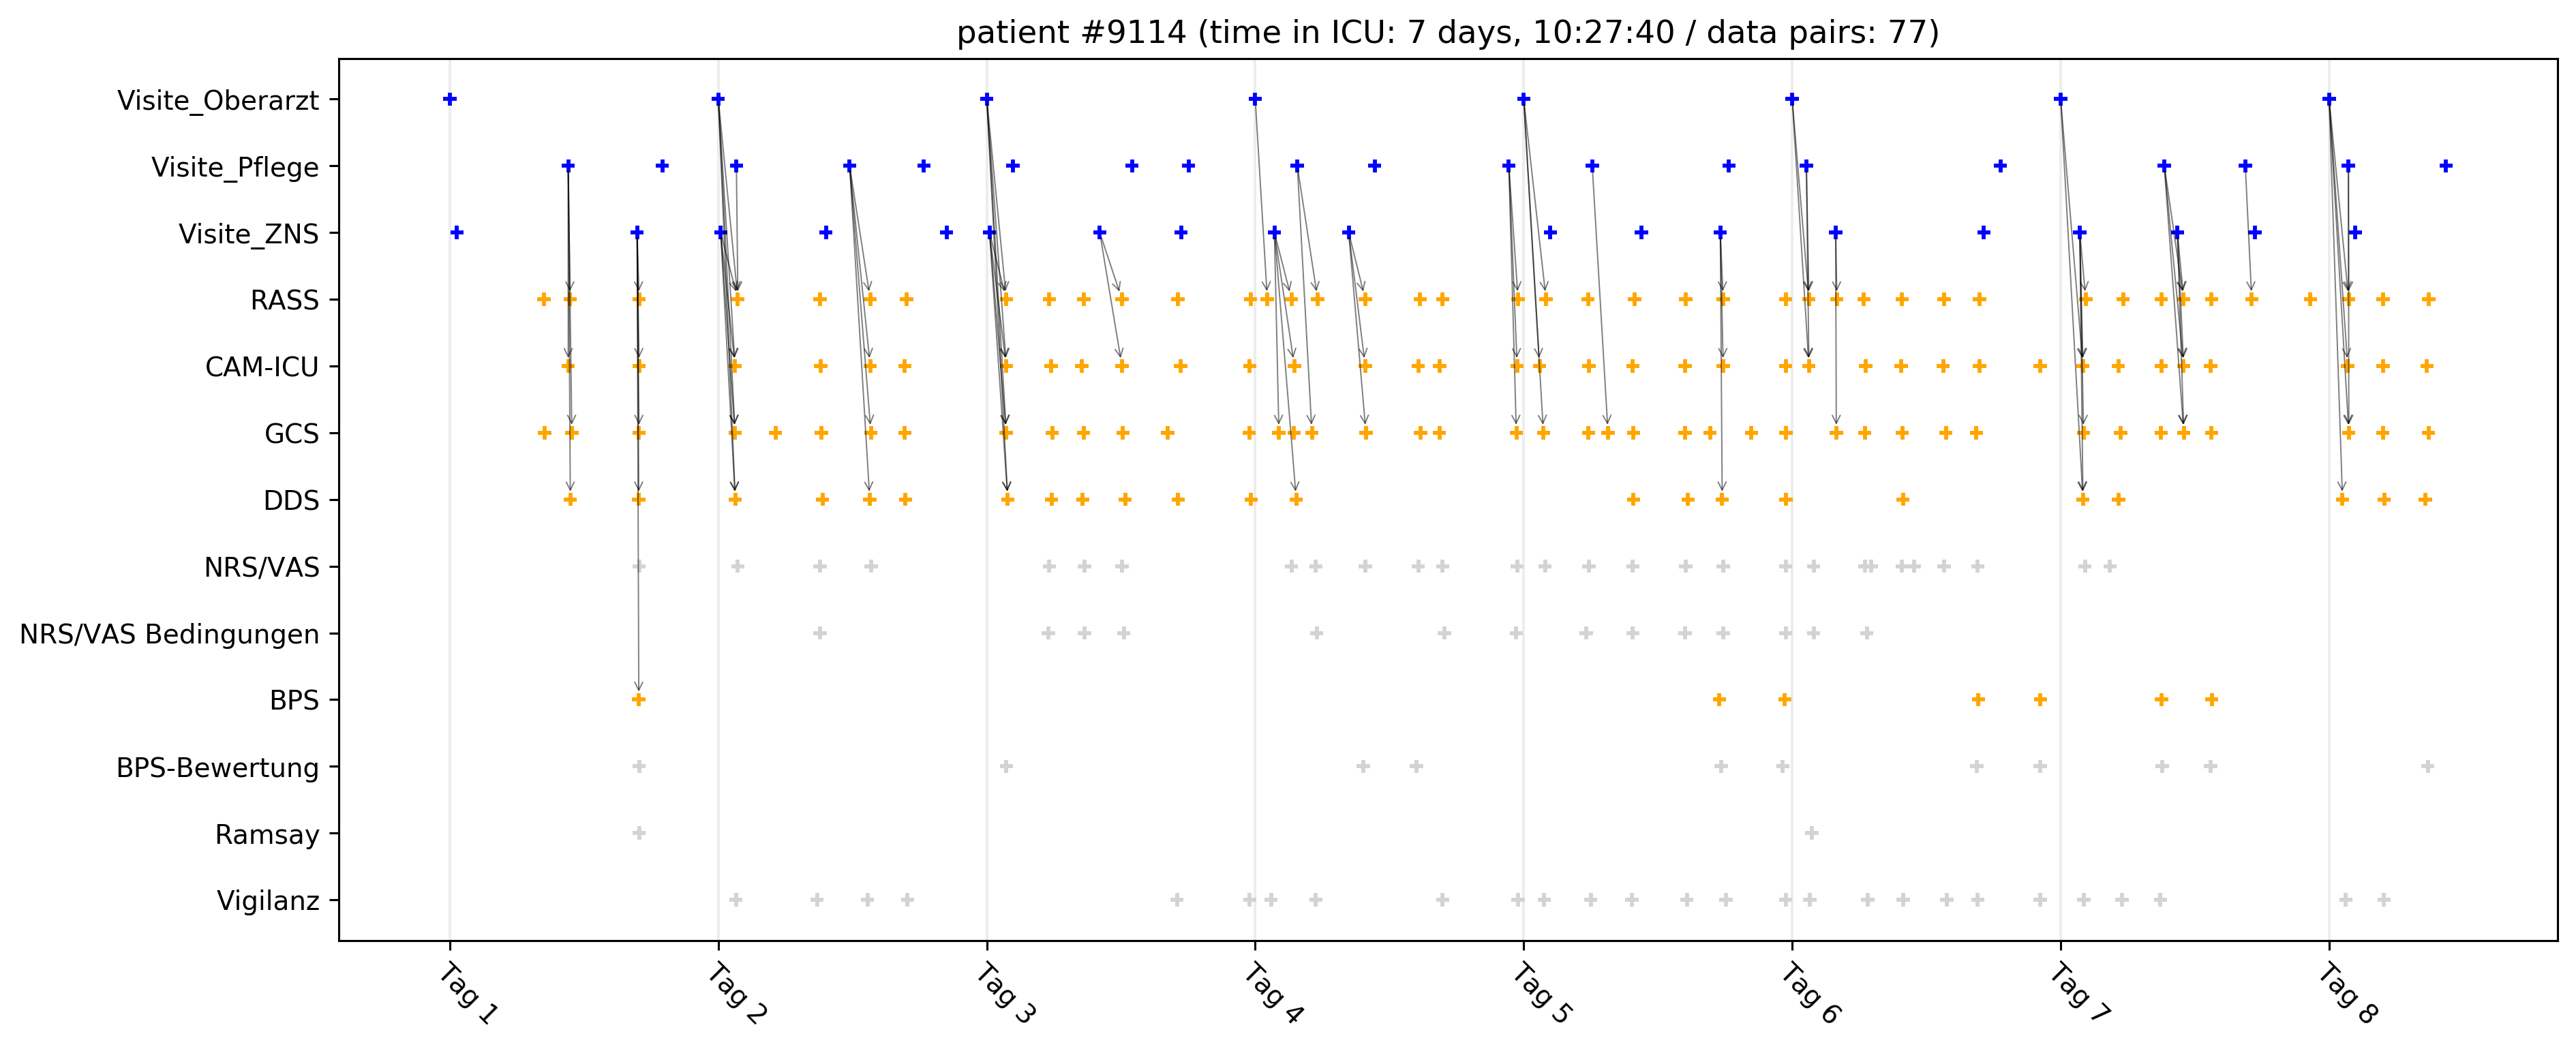 patient #9114 (time in ICU: 7 days, 10:27:40 / data pairs: 77)
Visite_Oberarzt
Visite_Pflege
Visite_ZNS
RASS
CAM-ICU
GCS
DDS
NRS/VAS
NRS/VAS Bedingungen
BPS
BPS-Bewertung
Ramsay
Vigilanz
Tag 1
Tag 2
Tag 3
Tag 4
Tag 5
Tag 6
Tag 7
Tag 8